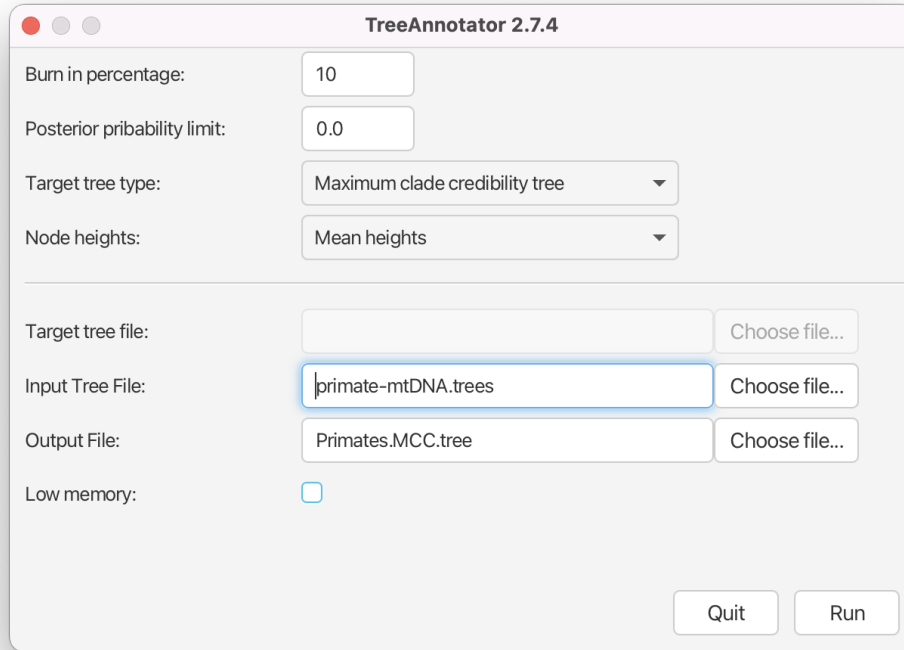 TreeAnnotator 2.7.4
Burn in percentage: 10
Posterior pribability limit: 0.0
Target tree type: Maximum clade credibility tree
Node heights: Mean heights
Target tree file: Choose file...
Input Tree File: primate-mtDNA.trees Choose file...
Output File: Primates.MCC.tree Choose file...
Low memory:
Quit Run